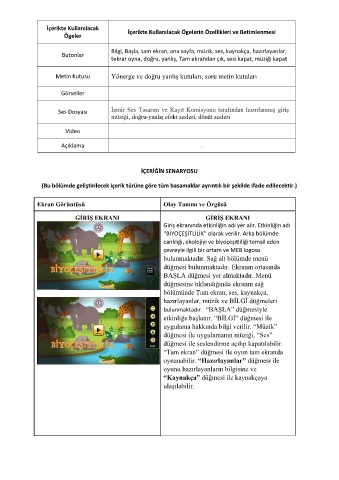 İçerikte Kullanılacak Ögeler
İçerikte Kullanılacak Ögelerin Özellikleri ve Betimlenmesi
Butonlar
Bilgi, Başla, tam ekran, ana sayfa, müzik, ses, kaynakça, hazırlayanlar,
tekrar oyna, doğru, yanlış, Tam ekrandan çık, sesi kapat, müziği kapat
Metin Kutusu
Yönerge ve doğru yanlış kutuları, soru metin kutuları
Görseller
Ses Dosyası
İzmir Ses Tasarım ve Kayıt Komisyonu tarafından hazırlanmış giriş
müziği, doğru-yanlış efekt sesleri, dönüt sesleri
Video
Açıklama
.
İÇERİĞİN SENARYOSU
(Bu bölümde geliştirilecek içerik türüne göre tüm basamaklar ayrıntılı bir şekilde ifade edilecektir.)
Ekran Görüntüsü
Olay Tanımı ve Örgüsü
GİRİŞ EKRANI
BİYOÇEŞİTLİLİK
BİYOÇEŞİTLİLİK
GİRİŞ EKRANI
Giriş ekranında etkinliğin adı yer alır. Etkinliğin adı
"BİYOÇEŞİTLİLİK" olarak verilir. Arka bölümde
canlılığı, ekolojiyi ve biyoçeşitliliği temsil eden
çevreyle ilgili bir ortam ve MEB logosu
bulunmaktadır. Sağ alt bölümde menü
düğmesi bulunmaktadır. Ekranın ortasında
BAŞLA düğmesi yer almaktadır. Menü
düğmesine tıklandığında ekranın sağ
bölümünde Tam ekran, ses, kaynakça,
hazırlayanlar, müzik ve BİLGİ düğmeleri
bulunmaktadır. “BAŞLA” düğmesiyle
etkinliğe başlanır. “BİLGİ” düğmesi ile
uygulama hakkında bilgi verilir. “Müzik”
düğmesi ile uygulamanın müziği, “Ses”
düğmesi ile seslendirme açılıp kapatılabilir.
“Tam ekran” düğmesi ile oyun tam ekranda
oynanabilir. “Hazırlayanlar” düğmesi ile
oyunu hazırlayanların bilgisine ve
“Kaynakça” düğmesi ile kaynakçaya
ulaşılabilir.